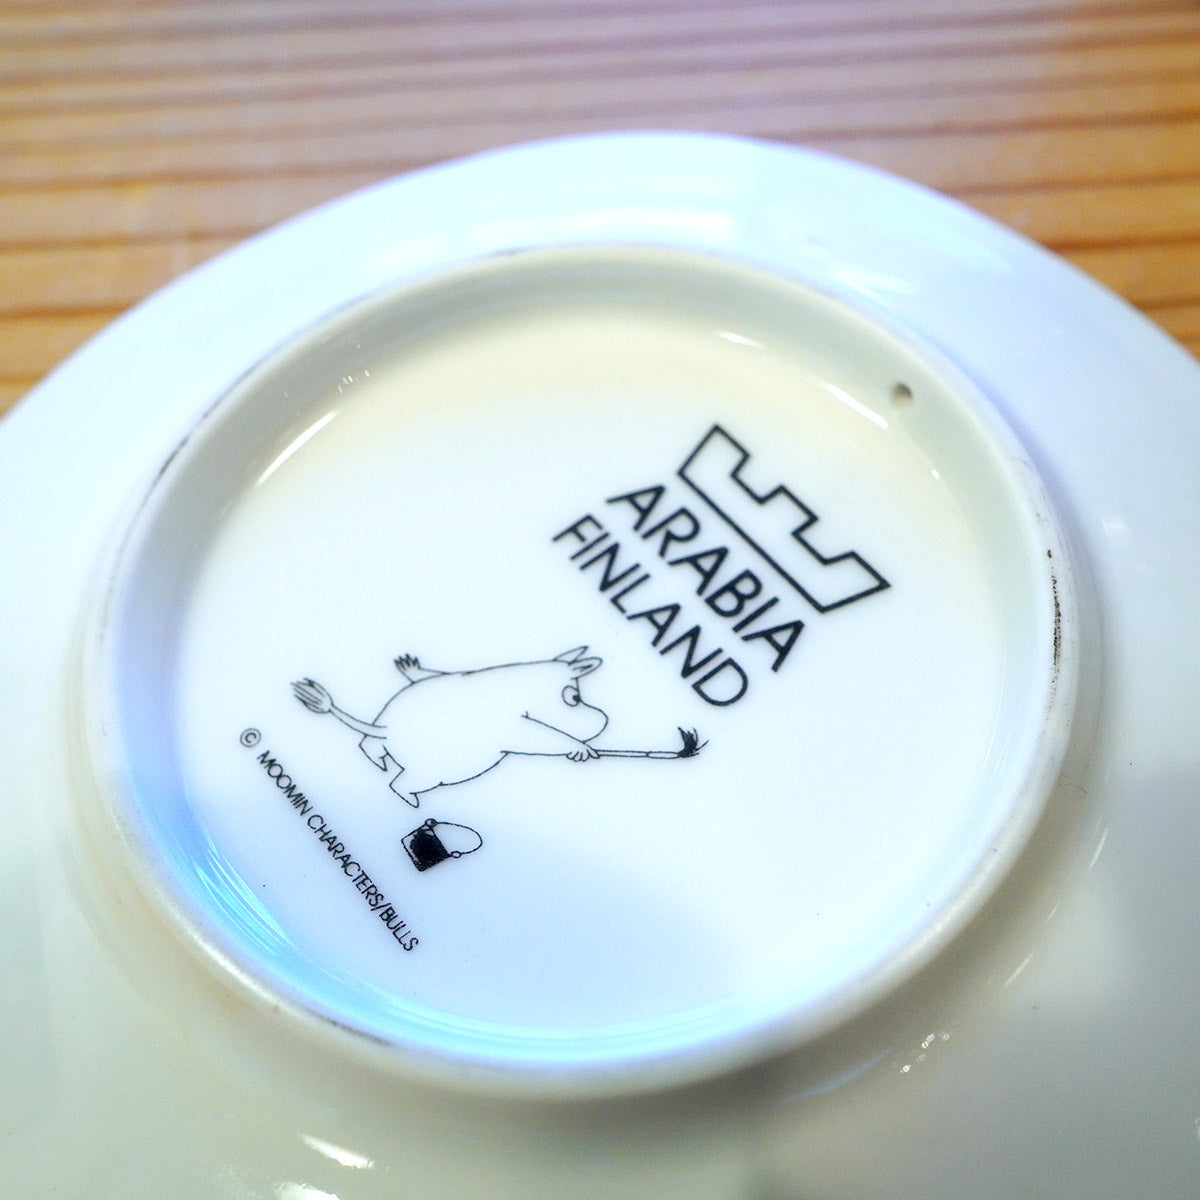 ARABIA
FINLAND
© MOOMIN CHARACTERS/BULLS